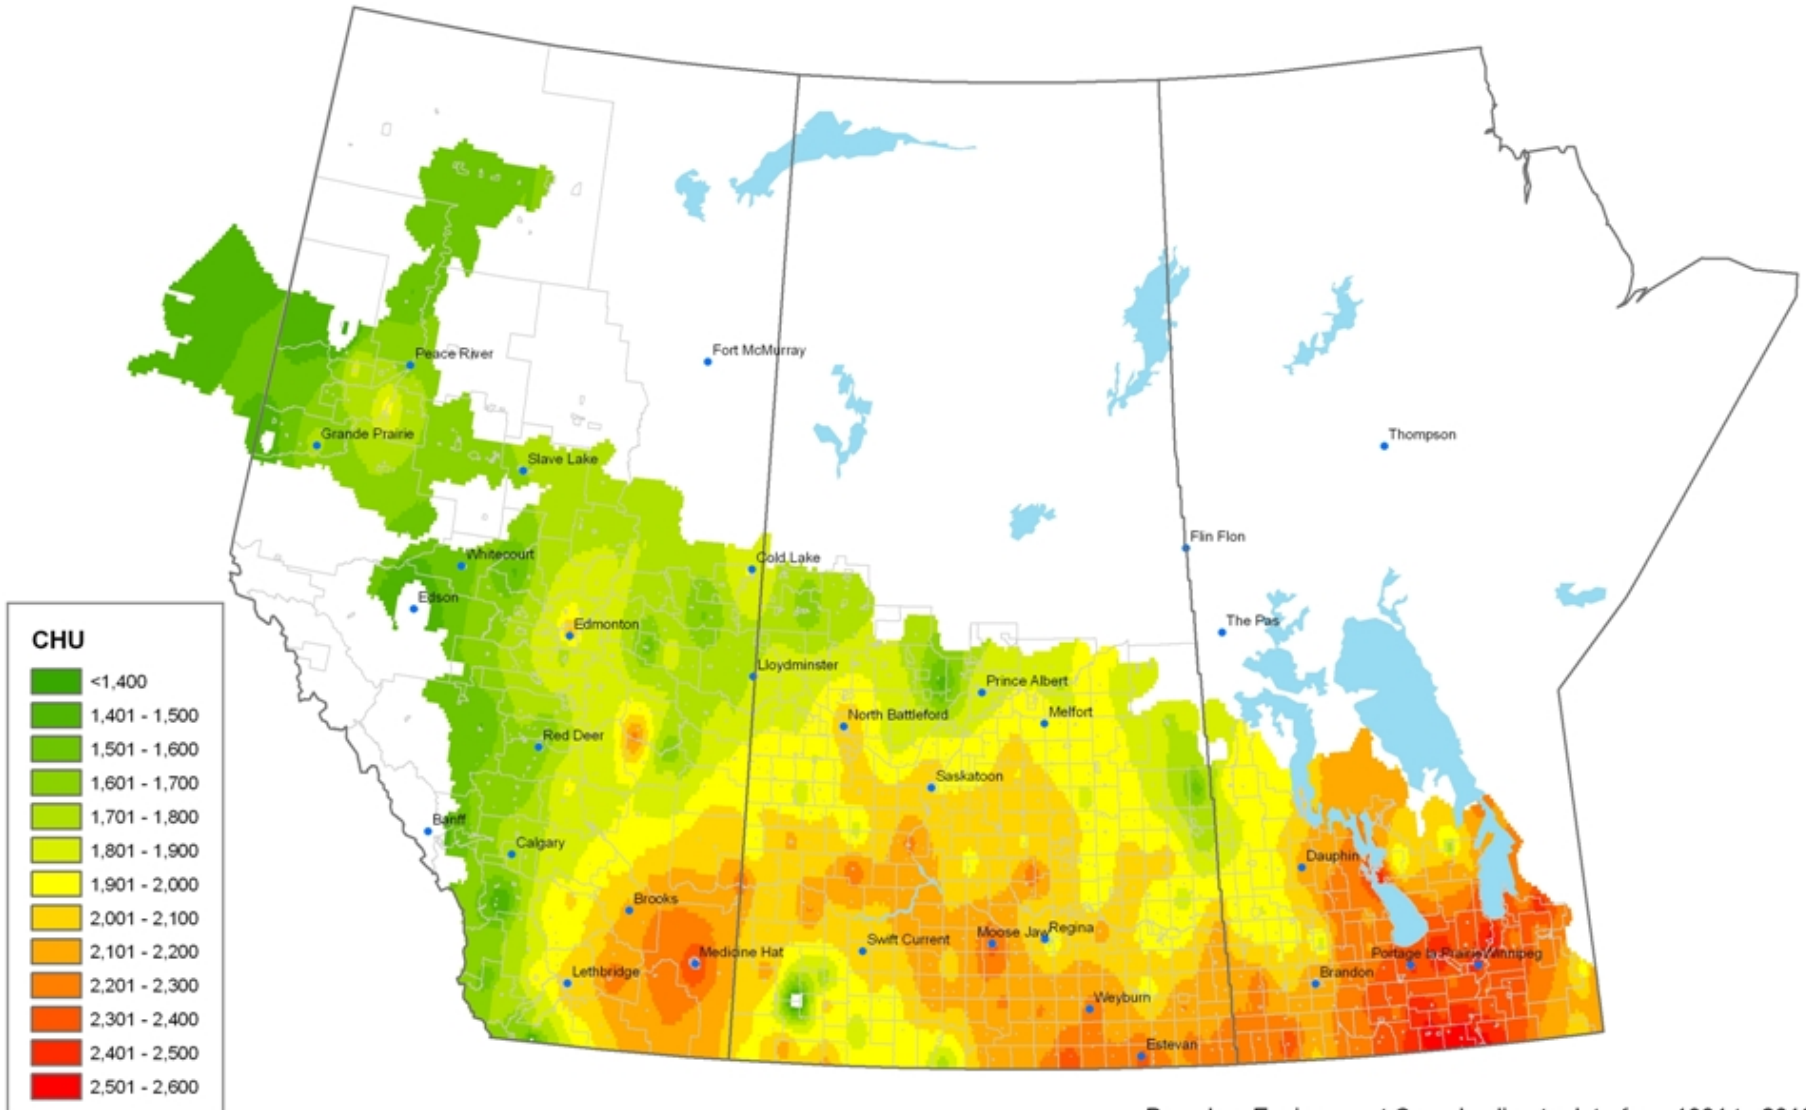 Peace River
Fort McMurray
Grande Prairie
Thompson
Slave Lake
Flin Flon
Whitecourt
Cold Lake
Edson
Edmonton
The Pas
CHU
<1,400
1,401 - 1,500
1,501 - 1,600
1,601 - 1,700
1,701 - 1,800
1,801 - 1,900
1,901 - 2,000
2,001 - 2,100
2,101 - 2,200
2,201 - 2,300
2,301 - 2,400
2,401 - 2,500
2,501 - 2,600
Lloydminster
Prince Albert
North Battleford
Melfort
Red Deer
Saskatoon
Banff
Calgary
Dauphin
Brooks
Moose Jaw
Regina
Swift Current
Medicine Hat
Portage la Prairie
Winnipeg
Lethbridge
Brandon
Weyburn
Estevan